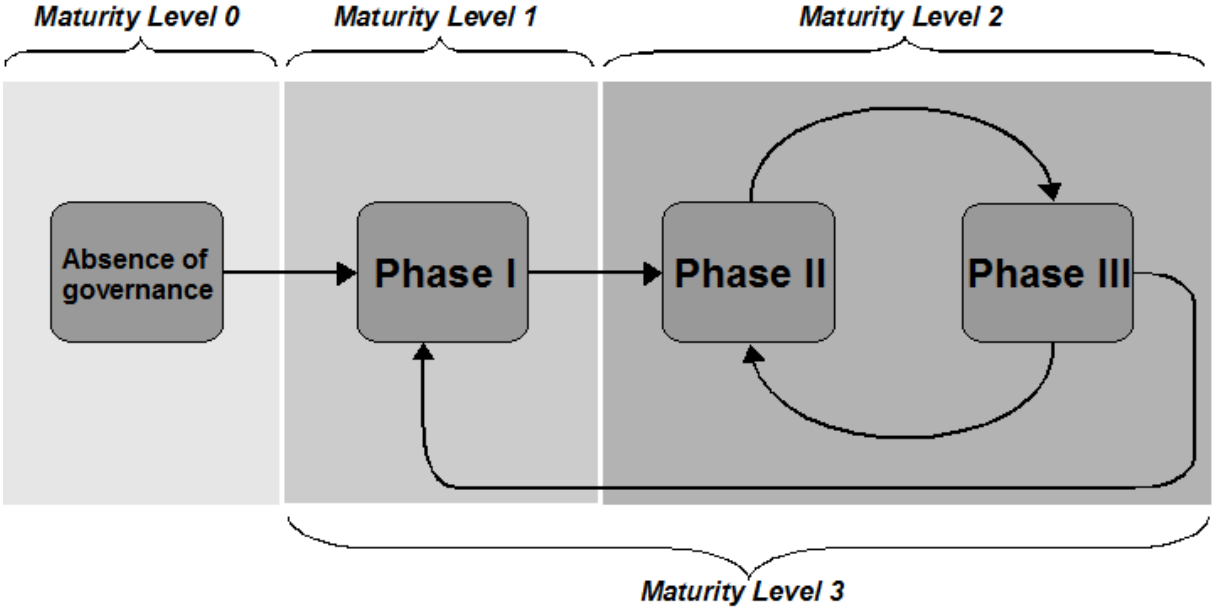 Maturity Level 0
Maturity Level 1
Maturity Level 2
Absence of
governance
Phase I
Phase II
Phase III
Maturity Level 3